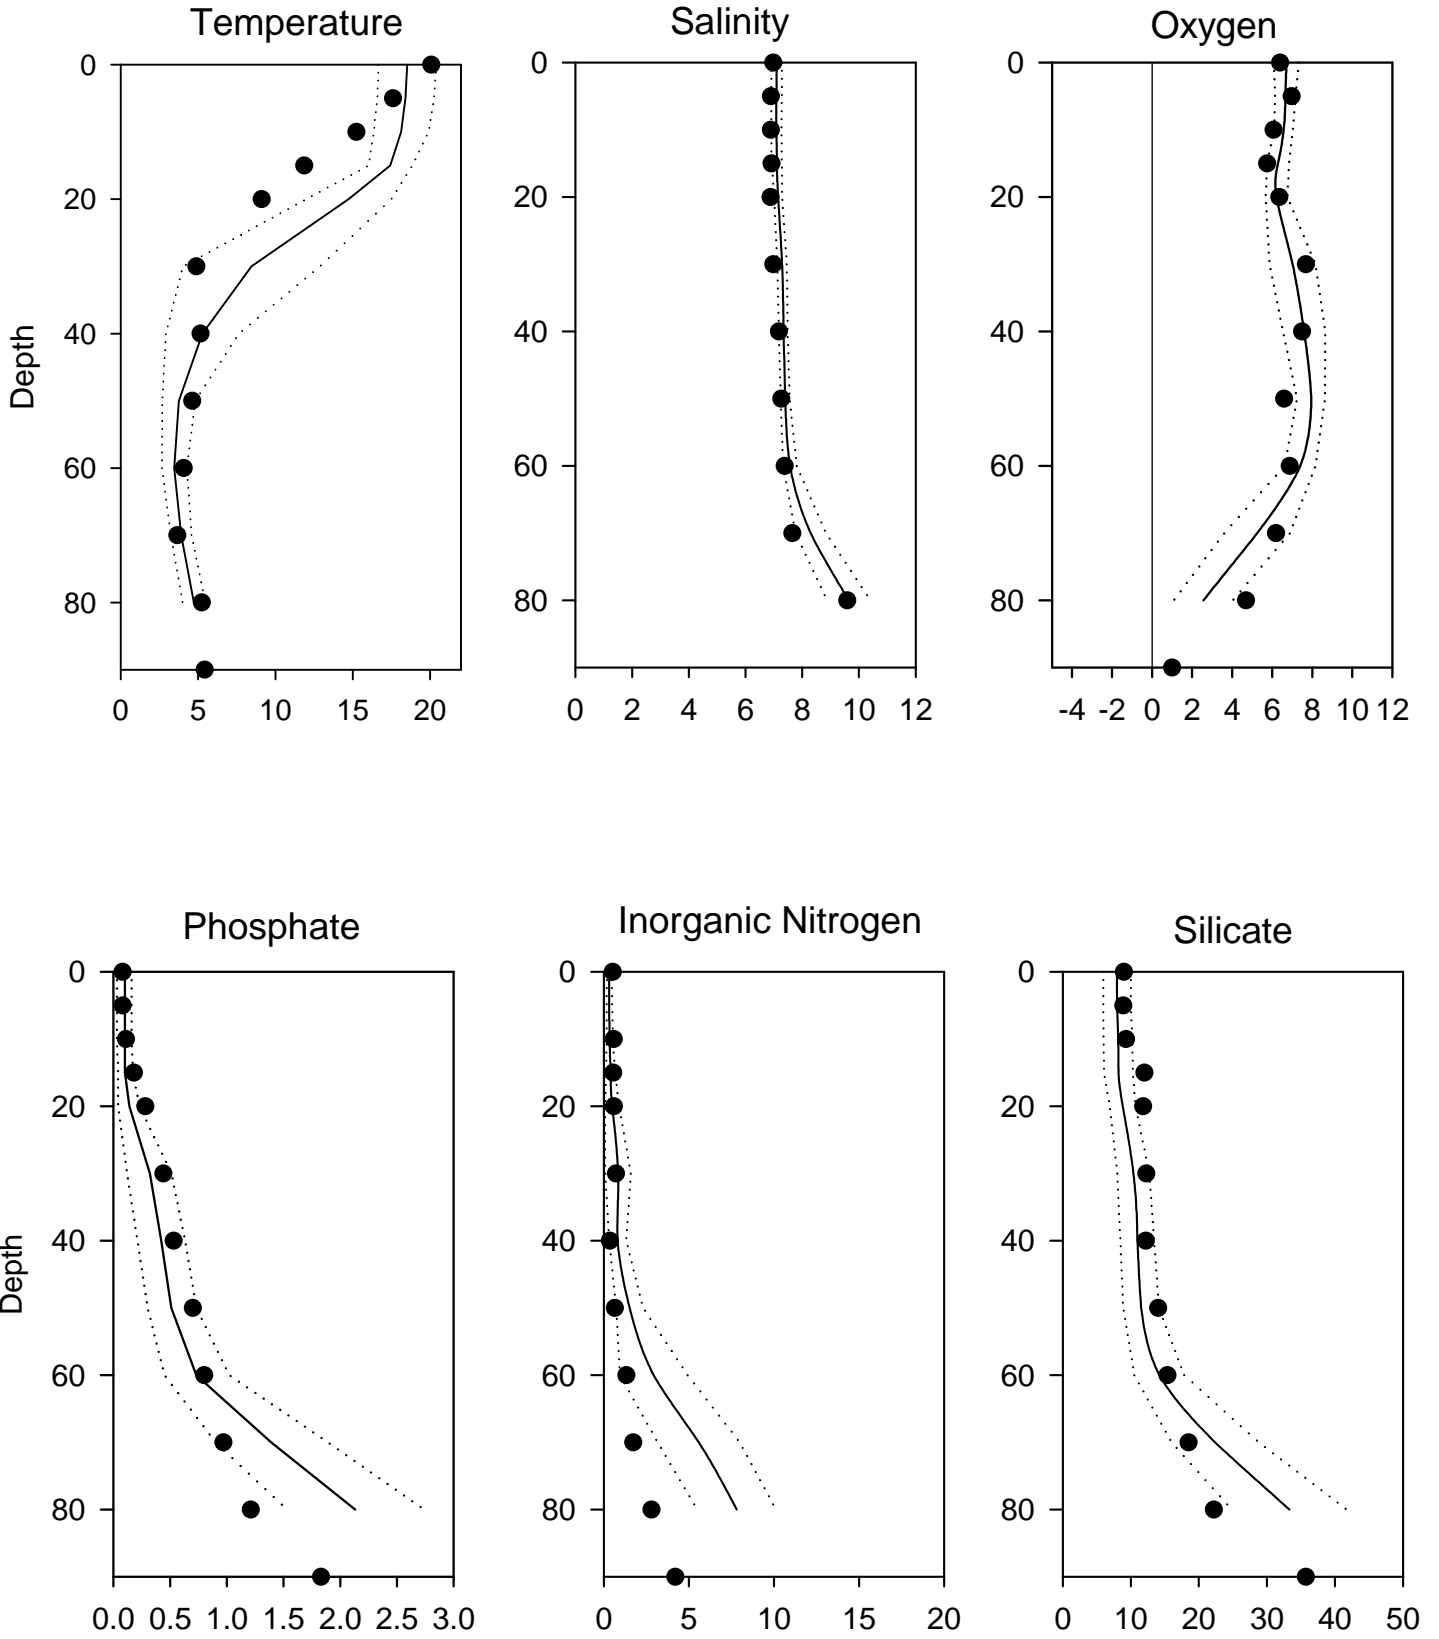 Temperature Salinity Oxygen
0 0 0
20 20 20
40 40 40
Depth
60 60 60
80 80 80
0 5 10 15 20 0 2 4 6 8 10 12 -4 -2 0 2 4 6 8 10 12
Phosphate Inorganic Nitrogen Silicate
0 0 0
20 20 20
40 40 40
Depth
60 60 60
80 80 80
0.0 0.5 1.0 1.5 2.0 2.5 3.0 0 5 10 15 20 0 10 20 30 40 50